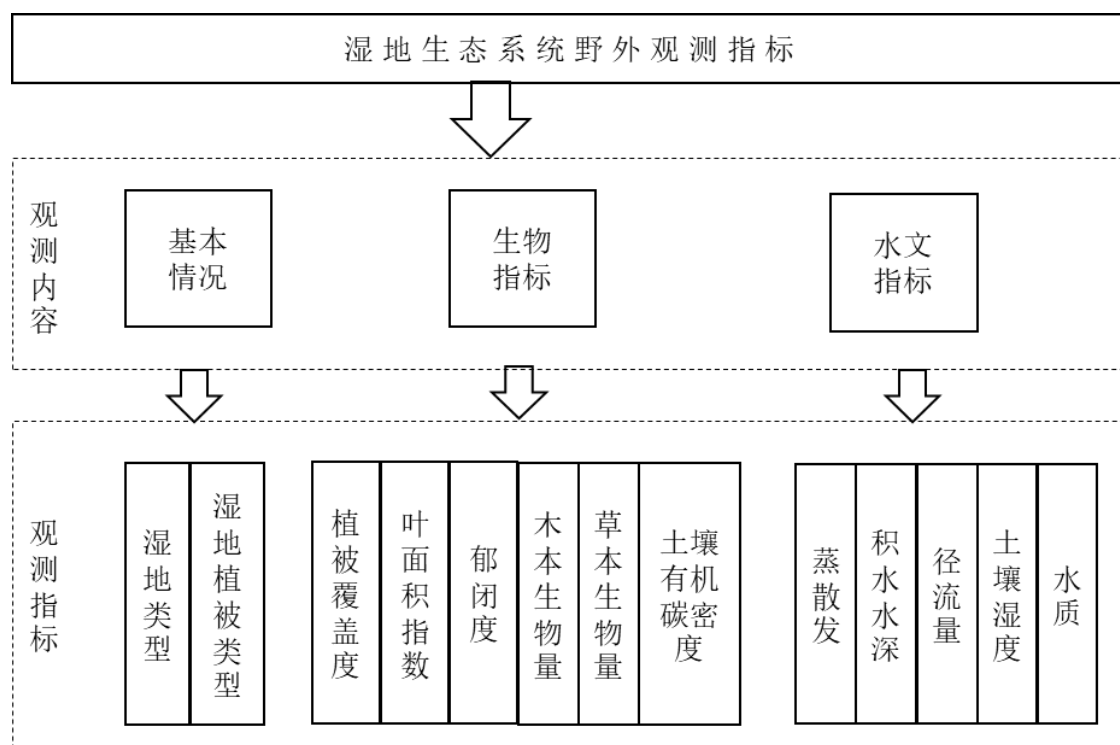 湿地生态系统野外观测指标
观测内容
基本
情况
生物
指标
水文
指标
观测指标
湿地类型
湿地植被类型
植被覆盖度
叶面积指数
郁闭度
木本生物量
草本生物量
土壤
有机
碳密
度
蒸散发
积水水深
径流量
土壤湿度
水质